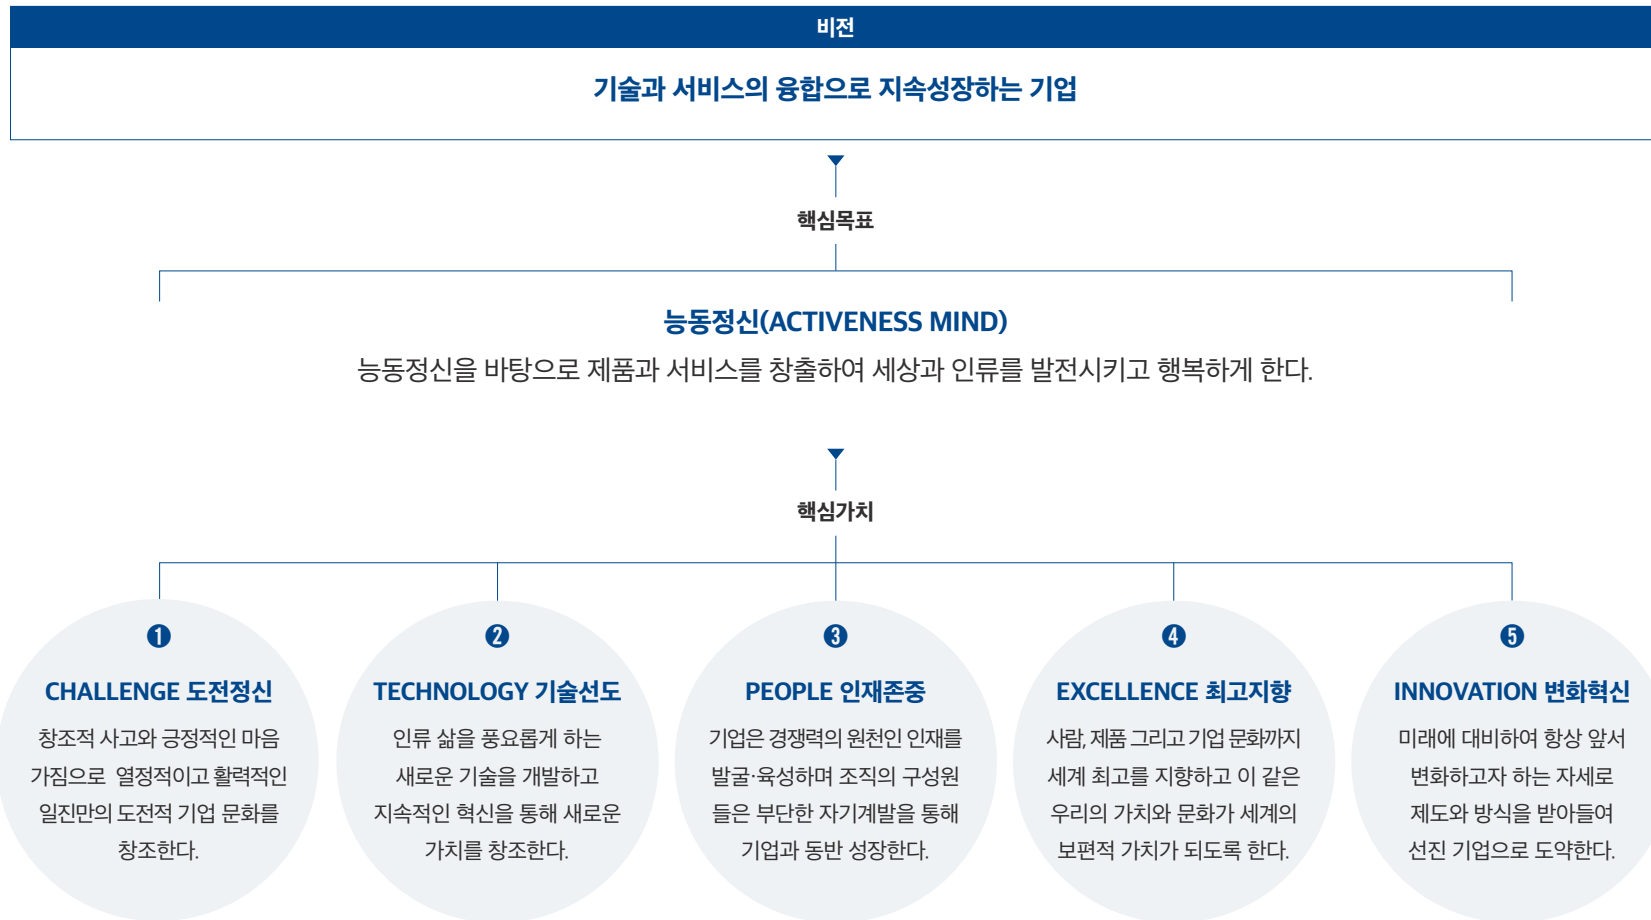 비전
기술과 서비스의 융합으로 지속성장하는 기업
핵심목표
능동정신(ACTIVENESS MIND)
능동정신을 바탕으로 제품과 서비스를 창출하여 세상과 인류를 발전시키고 행복하게 한다.
핵심가치
1
CHALLENGE 도전정신
창조적 사고와 긍정적인 마음
가짐으로 열정적이고 활력적인
일진만의 도전적 기업 문화를
창조한다.
2
TECHNOLOGY 기술선도
인류 삶을 풍요롭게 하는
새로운 기술을 개발하고
지속적인 혁신을 통해 새로운
가치를 창조한다.
3
PEOPLE 인재존중
기업은 경쟁력의 원천인 인재를
발굴·육성하며 조직의 구성원
들은 부단한 자기계발을 통해
기업과 동반 성장한다.
4
EXCELLENCE 최고지향
사람, 제품 그리고 기업 문화까지
세계 최고를 지향하고 이 같은
우리의 가치와 문화가 세계의
보편적 가치가 되도록 한다.
5
INNOVATION 변화혁신
미래에 대비하여 항상 앞서
변화하고자 하는 자세로
제도와 방식을 받아들여
선진 기업으로 도약한다.